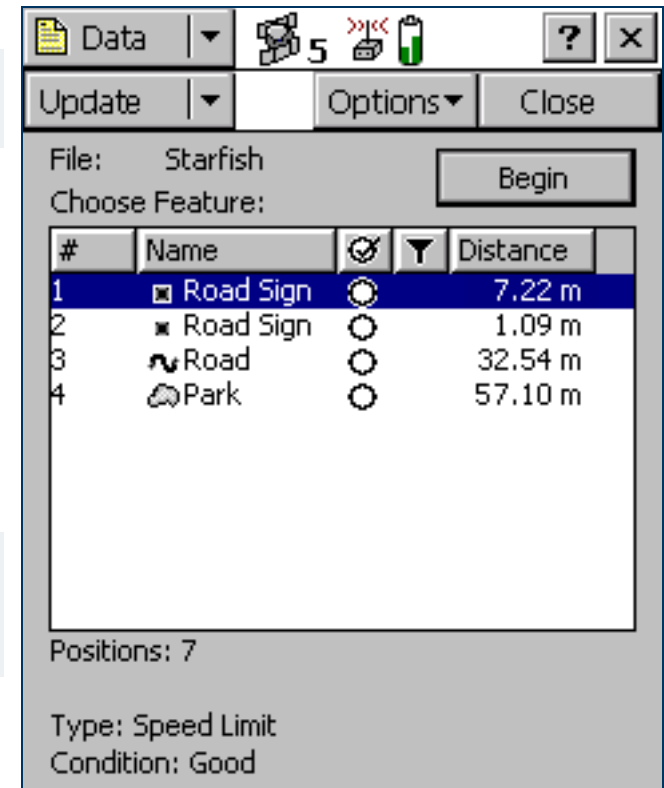 Data 5 ? ×
Update Options Close
File: Starfish Begin
Choose Feature:
# Name Distance
1 Road Sign 7.22 m
2 Road Sign 1.09 m
3 Road 32.54 m
4 Park 57.10 m
Positions: 7
Type: Speed Limit
Condition: Good